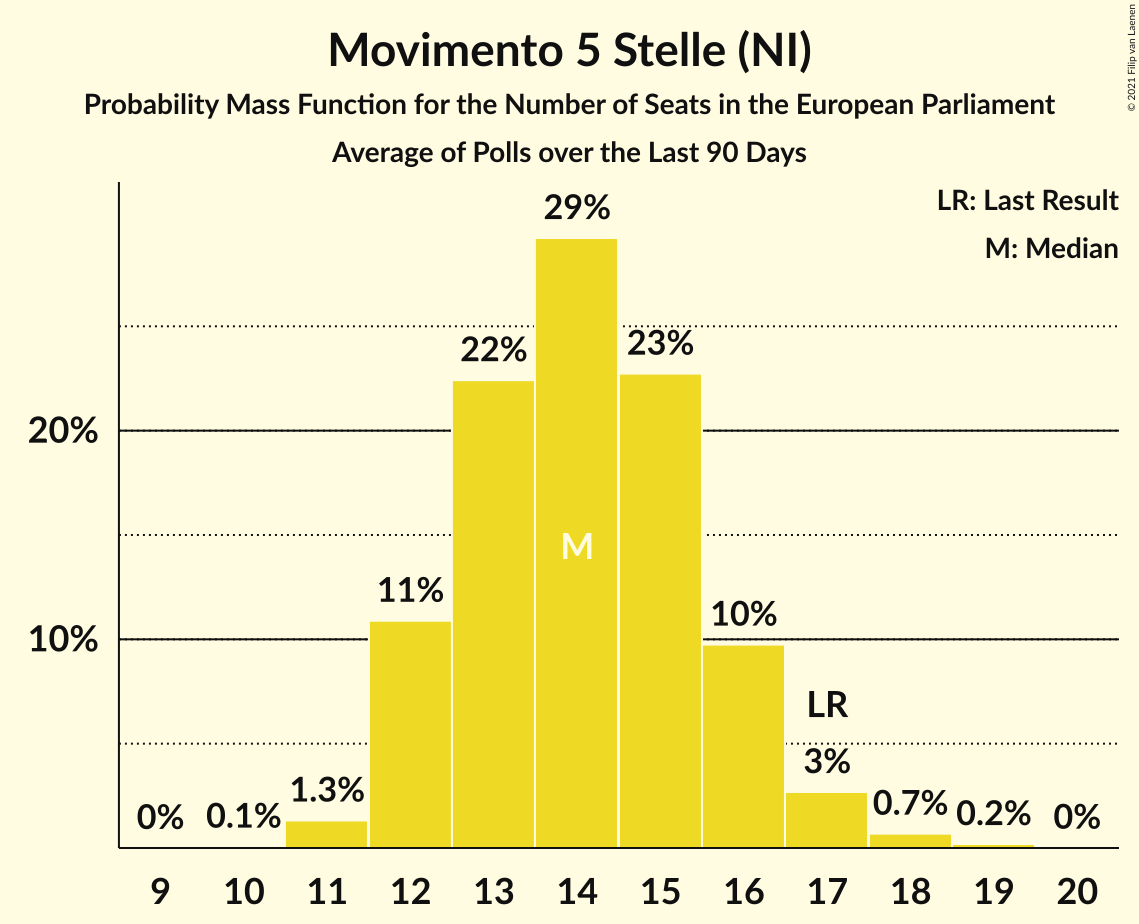 Movimento 5 Stelle (NI)
Probability Mass Function for the Number of Seats in the European Parliament
Average of Polls over the Last 90 Days
© 2021 Filip van Laenen
LR: Last Result
M: Median
29%
22%
23%
20%
M
11%
10%
10%
LR
3%
1.3%
0.7%
0.2%
0%
0.1%
0%
9 10 11 12 13 14 15 16 17 18 19 20